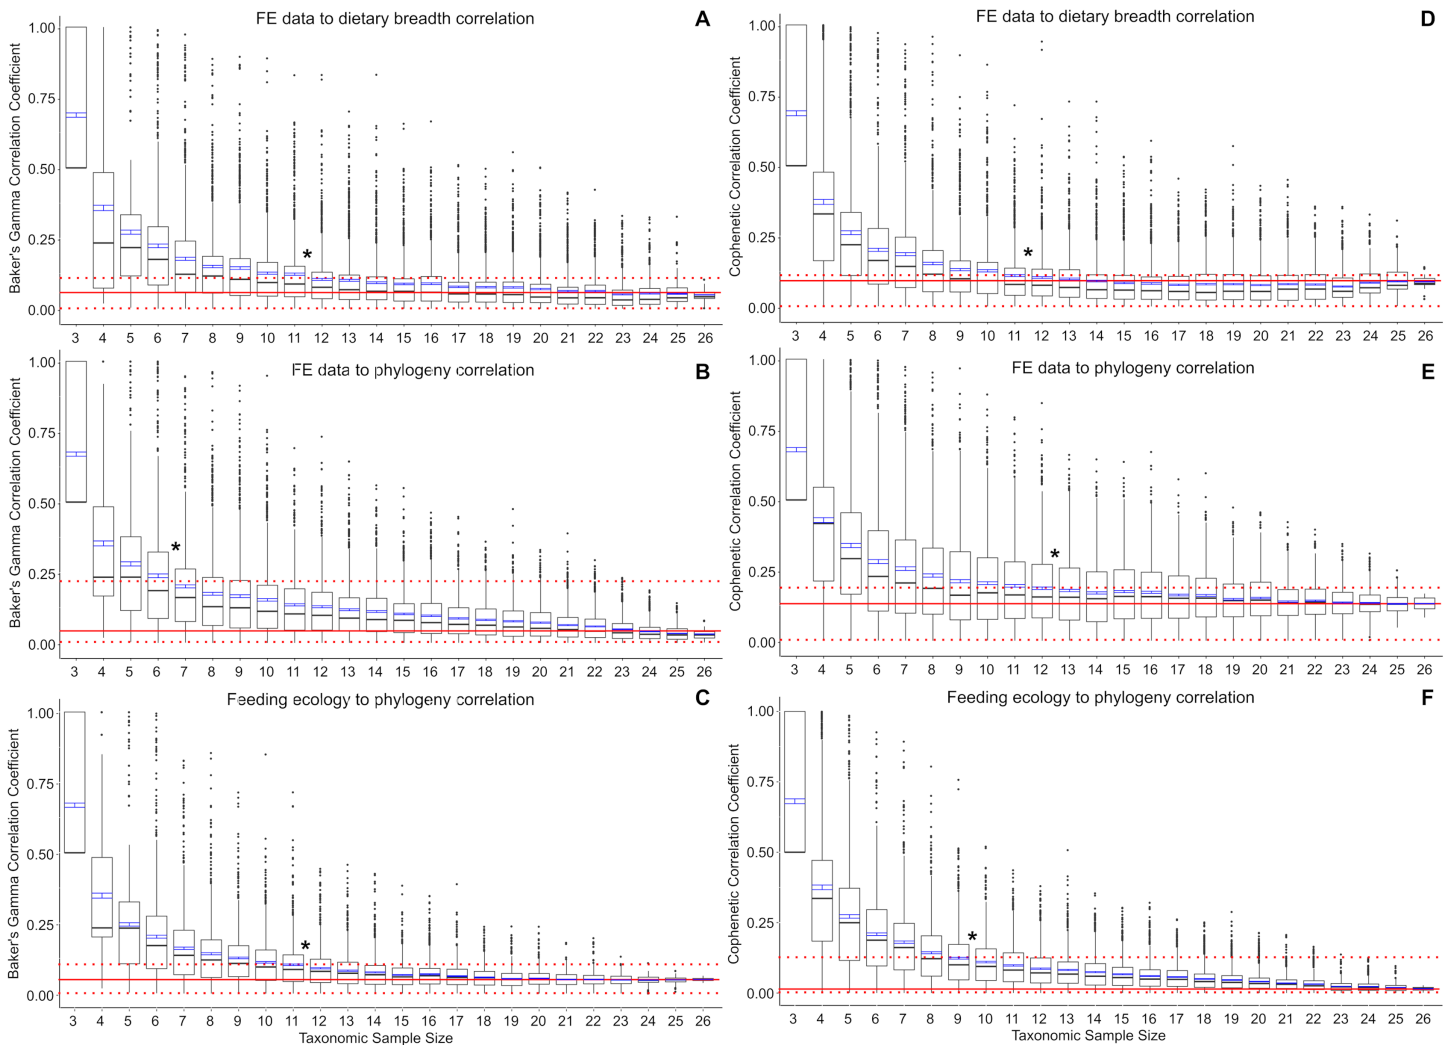 FE data to dietary breadth correlation
A
Baker's Gamma Correlation Coefficient
1.00
0.75
0.50
0.25
0.00
*
3 4 5 6 7 8 9 10 11 12 13 14 15 16 17 18 19 20 21 22 23 24 25 26
FE data to phylogeny correlation
B
Baker's Gamma Correlation Coefficient
1.00
0.75
0.50
0.25
0.00
*
3 4 5 6 7 8 9 10 11 12 13 14 15 16 17 18 19 20 21 22 23 24 25 26
Feeding ecology to phylogeny correlation
C
Baker's Gamma Correlation Coefficient
1.00
0.75
0.50
0.25
0.00
*
3 4 5 6 7 8 9 10 11 12 13 14 15 16 17 18 19 20 21 22 23 24 25 26
Taxonomic Sample Size
FE data to dietary breadth correlation
D
Cophenetic Correlation Coefficient
1.00
0.75
0.50
0.25
0.00
*
3 4 5 6 7 8 9 10 11 12 13 14 15 16 17 18 19 20 21 22 23 24 25 26
FE data to phylogeny correlation
E
Cophenetic Correlation Coefficient
1.00
0.75
0.50
0.25
0.00
*
3 4 5 6 7 8 9 10 11 12 13 14 15 16 17 18 19 20 21 22 23 24 25 26
Feeding ecology to phylogeny correlation
F
Cophenetic Correlation Coefficient
1.00
0.75
0.50
0.25
0.00
*
3 4 5 6 7 8 9 10 11 12 13 14 15 16 17 18 19 20 21 22 23 24 25 26
Taxonomic Sample Size